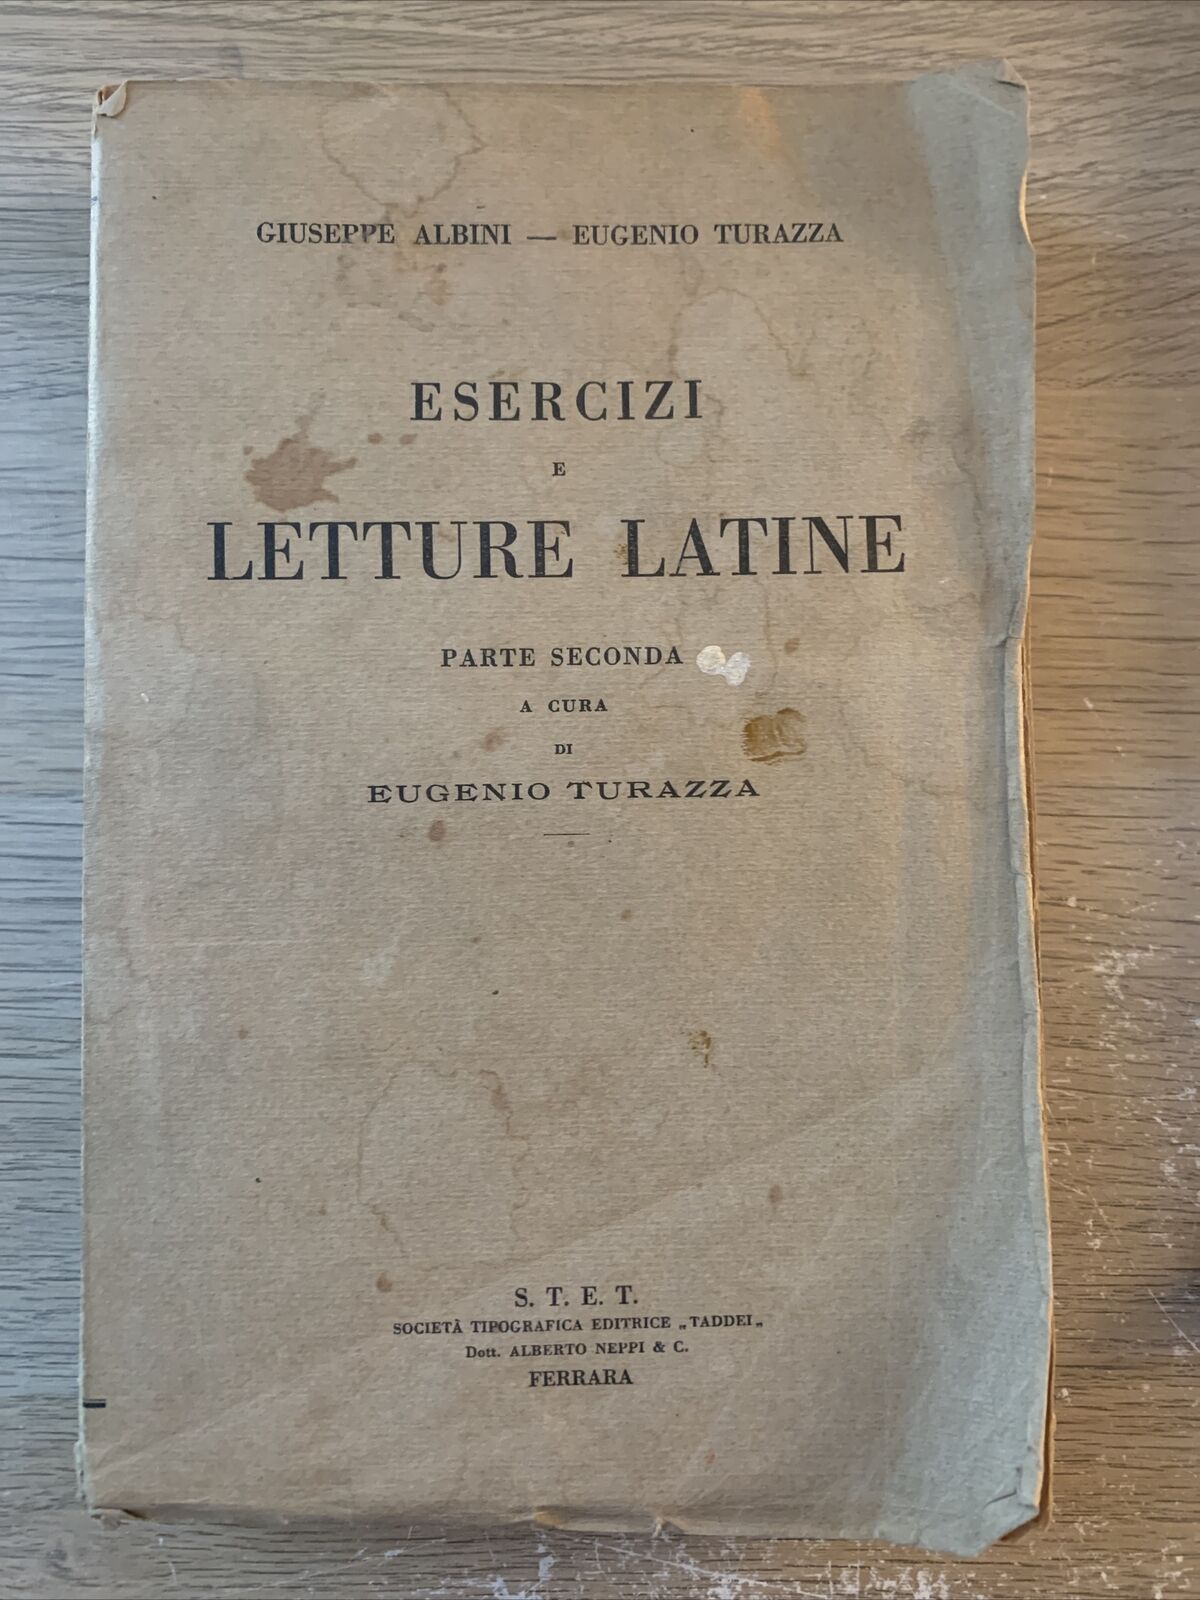 GIUSEPPE ALBINI — EUGENIO TURAZZA
ESERCIZI
E
LETTURE LATINE
PARTE SECONDA
A CURA
DI
EUGENIO TURAZZA
S. T. E. T.
SOCIETÀ TIPOGRAFICA EDITRICE „TADDEI„
Dott. ALBERTO NEPPI & C.
FERRARA